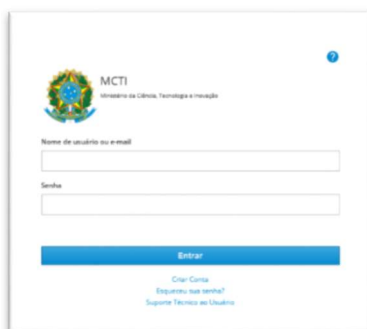 ?
MCTI
Ministério da Ciência, Tecnologia e Inovação
Nome de usuário ou e-mail
Senha
Entrar
Criar Conta
Esqueceu sua senha?
Suporte Técnico ao Usuário